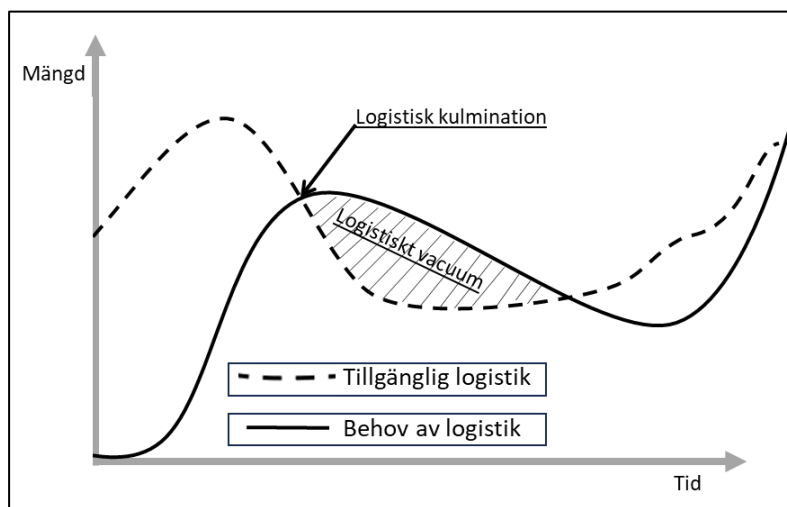 Mängd
Logistisk kulmination
Logistiskt vacuum
Tillgänglig logistik
Behov av logistik
Tid